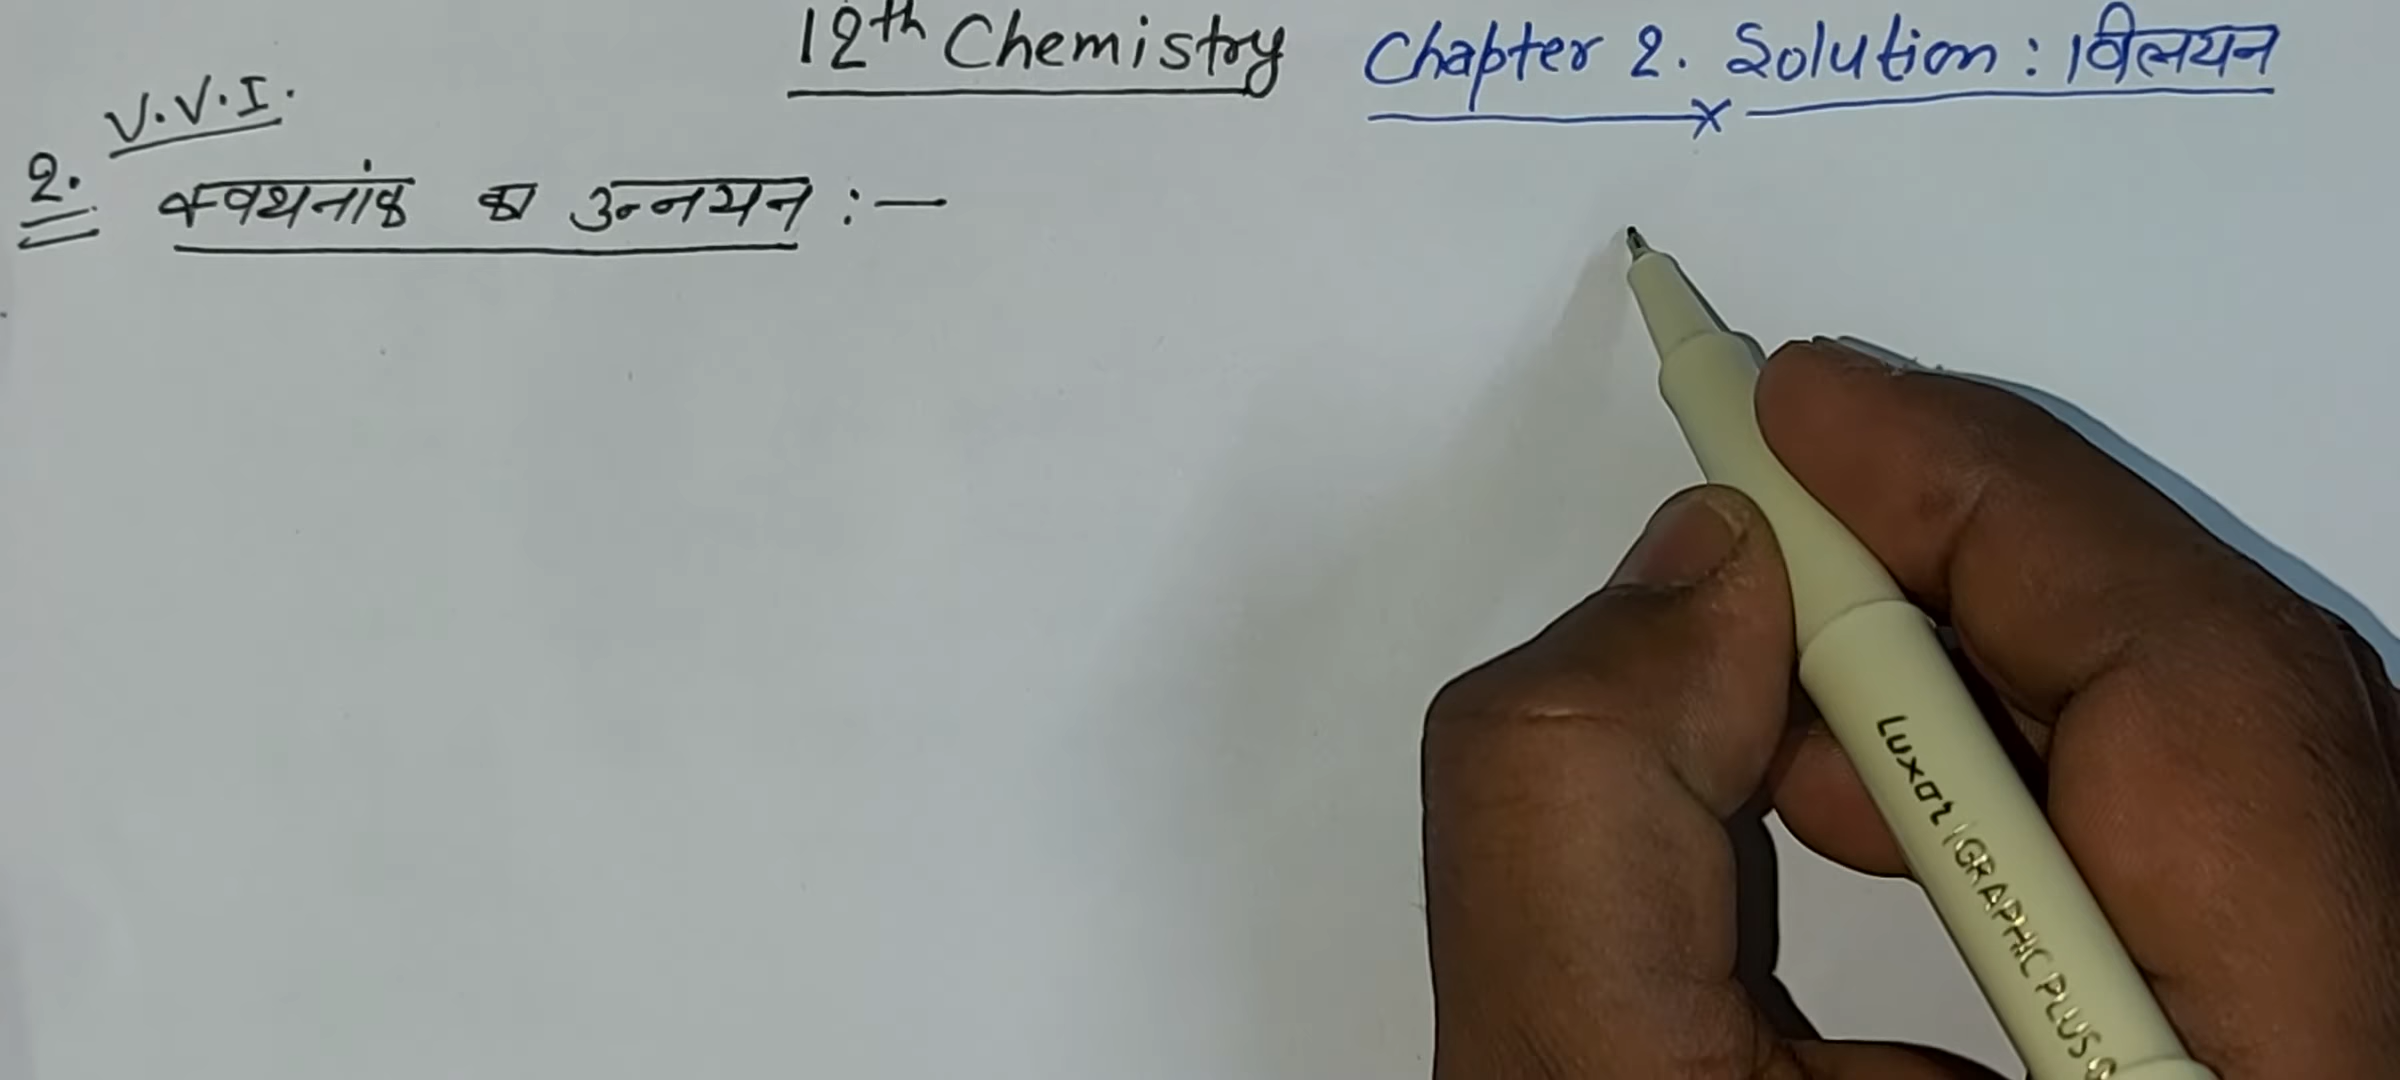 12th Chemistry Chapter 2. Solution : विलयन
V.V.I.
2. क्वथनांक का उन्नयन :—
Luxor | GRAPHIC PLUS